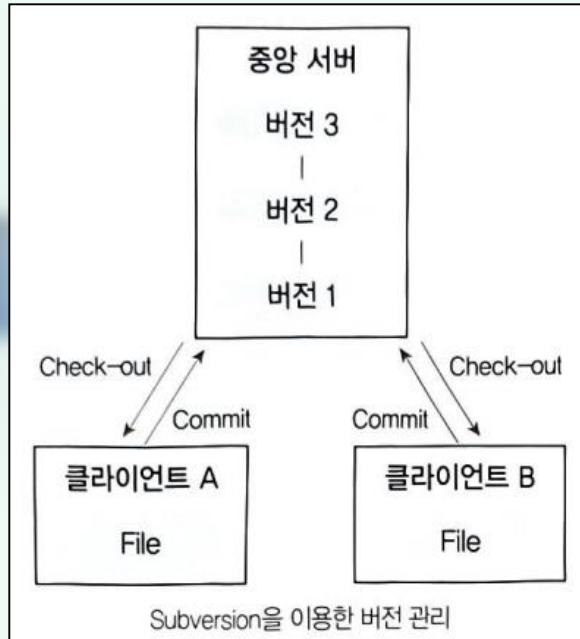 중앙 서버
버전 3
버전 2
버전 1
Check-out
Commit
Commit
Check-out
클라이언트 A
File
클라이언트 B
File
Subversion을 이용한 버전 관리